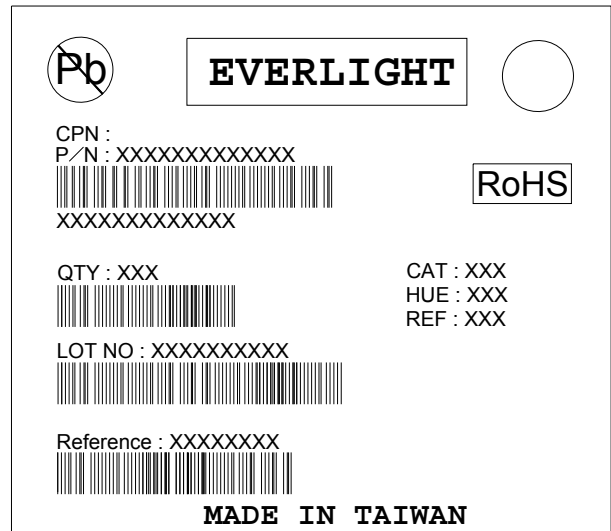 Pb
EVERLIGHT
CPN :
P/N : XXXXXXXXXXXXX
RoHS
XXXXXXXXXXXXX
QTY : XXX
CAT : XXX
HUE : XXX
REF : XXX
LOT NO : XXXXXXXXXX
Reference : XXXXXXXX
MADE IN TAIWAN